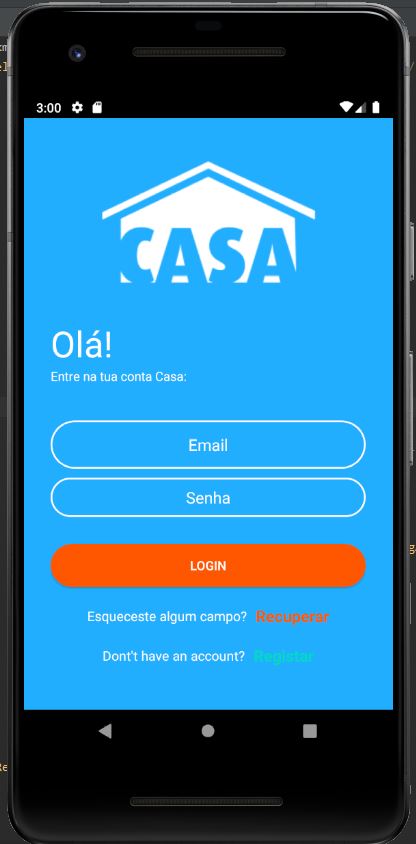 3:00
CASA
Olá!
Entre na tua conta Casa:
Email
Senha
LOGIN
Esqueceste algum campo? Recuperar
Dont't have an account? Registar